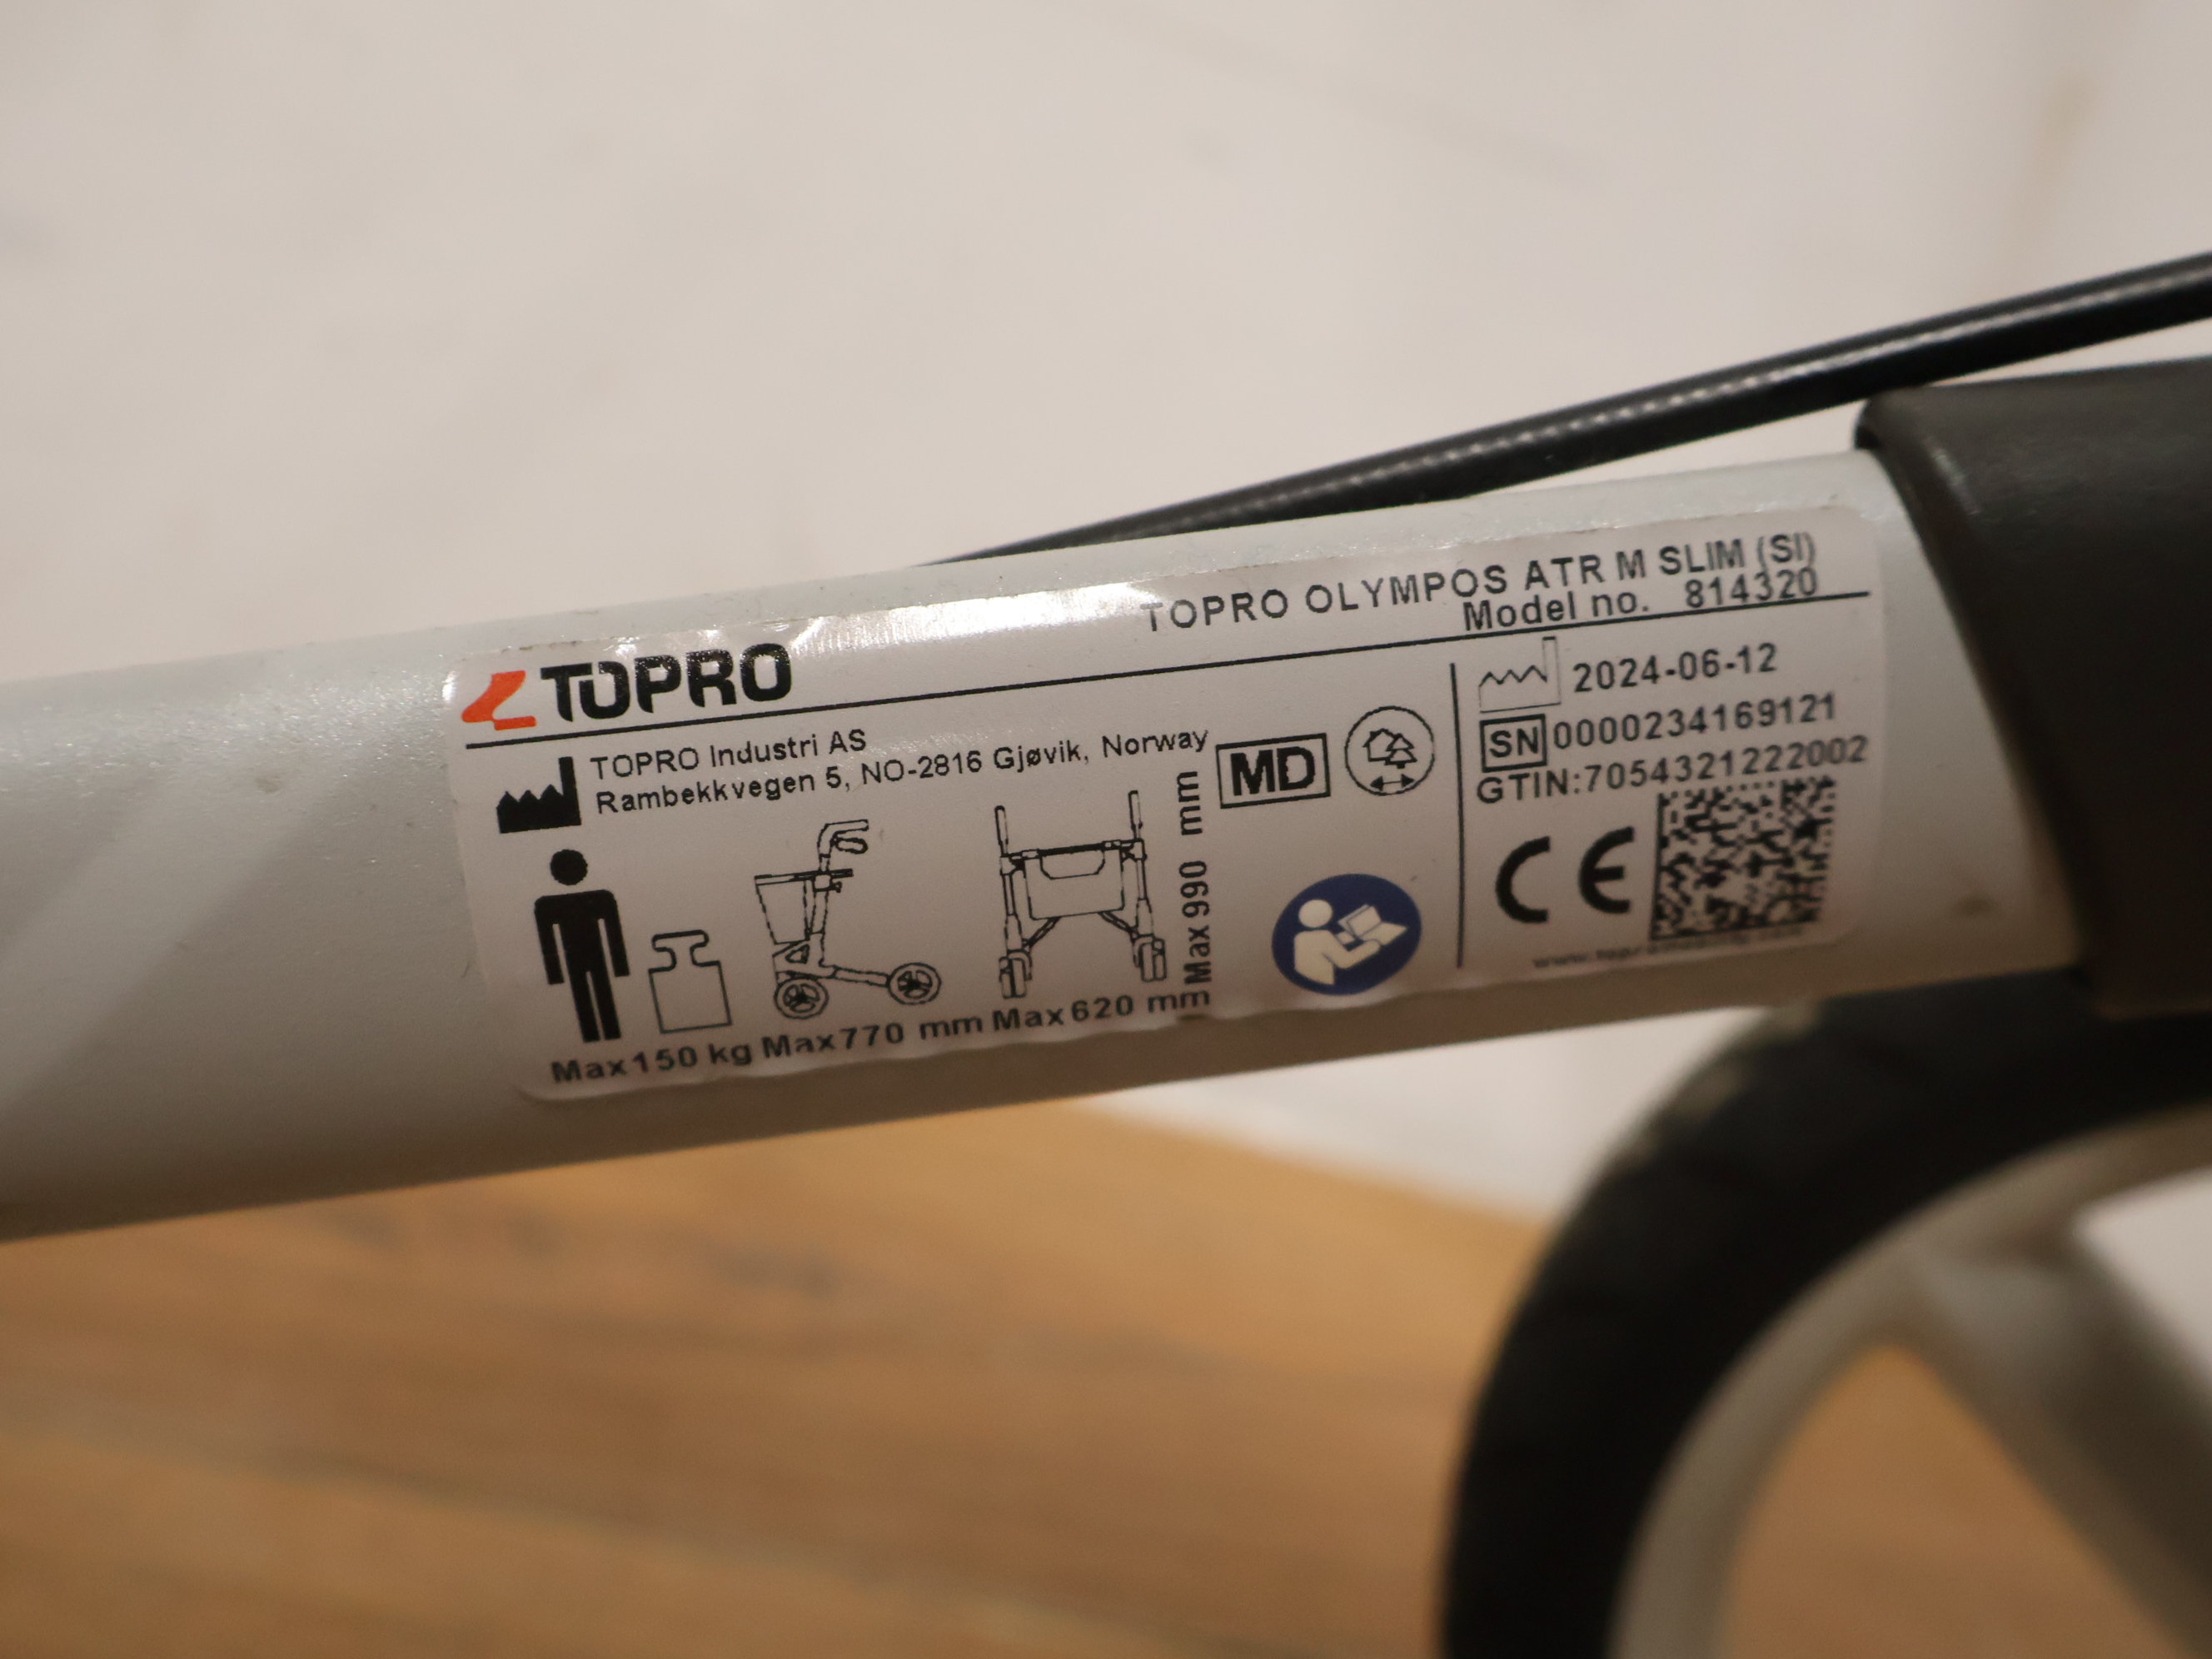 TOPRO
TOPRO OLYMPOS ATR M SLIM (SI)
Model no. 814320
TOPRO Industri AS
Rambekkvegen 5, NO-2816 Gjøvik, Norway
MD
2024-06-12
SN 0000234169121
GTIN:7054321222002
CE
Max 990 mm
Max 150 kg Max 770 mm Max 620 mm